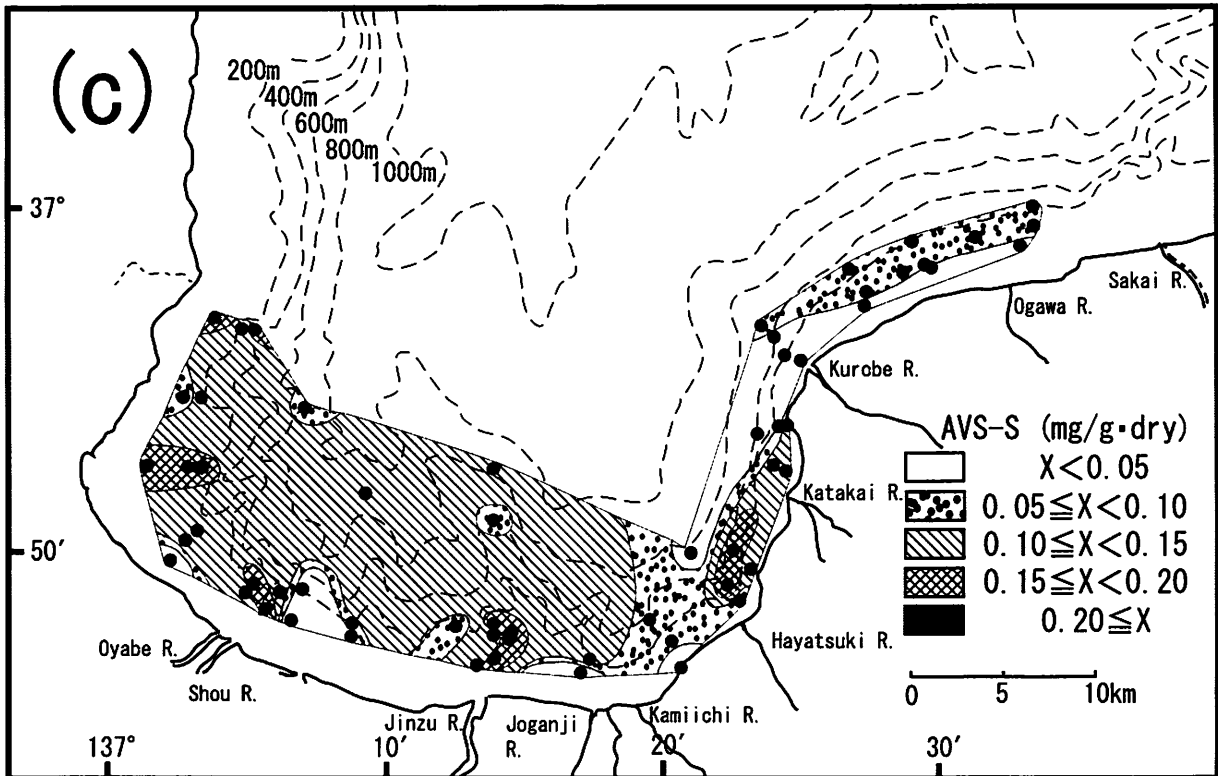 (c)
200m
400m
600m
800m
1000m
37°
50′
137°
10′
20′
30′
Sakai R.
Ogawa R.
Kurobe R.
Katakai R.
Hayatsuki R.
Kamiichi R.
Joganji
R.
Jinzu R.
Shou R.
Oyabe R.
AVS-S (mg/g·dry)
X<0.05
0.05≦X<0.10
0.10≦X<0.15
0.15≦X<0.20
0.20≦X
0 5 10km